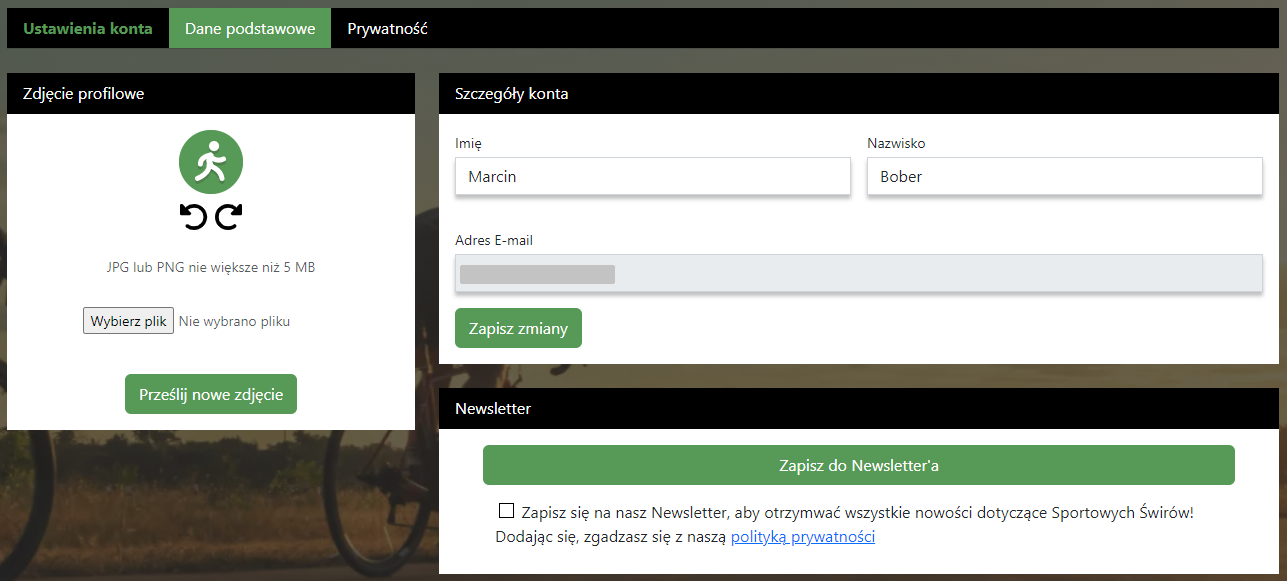 Ustawienia konta Dane podstawowe Prywatność
Zdjęcie profilowe
JPG lub PNG nie większe niż 5 MB
Wybierz plik Nie wybrano pliku
Prześlij nowe zdjęcie
Szczegóły konta
Imię Nazwisko
Marcin Bober
Adres E-mail
Zapisz zmiany
Newsletter
Zapisz do Newsletter'a
Zapisz się na nasz Newsletter, aby otrzymwać wszystkie nowości dotyczące Sportowych Świrów!
Dodając się, zgadzasz się z naszą polityką prywatności